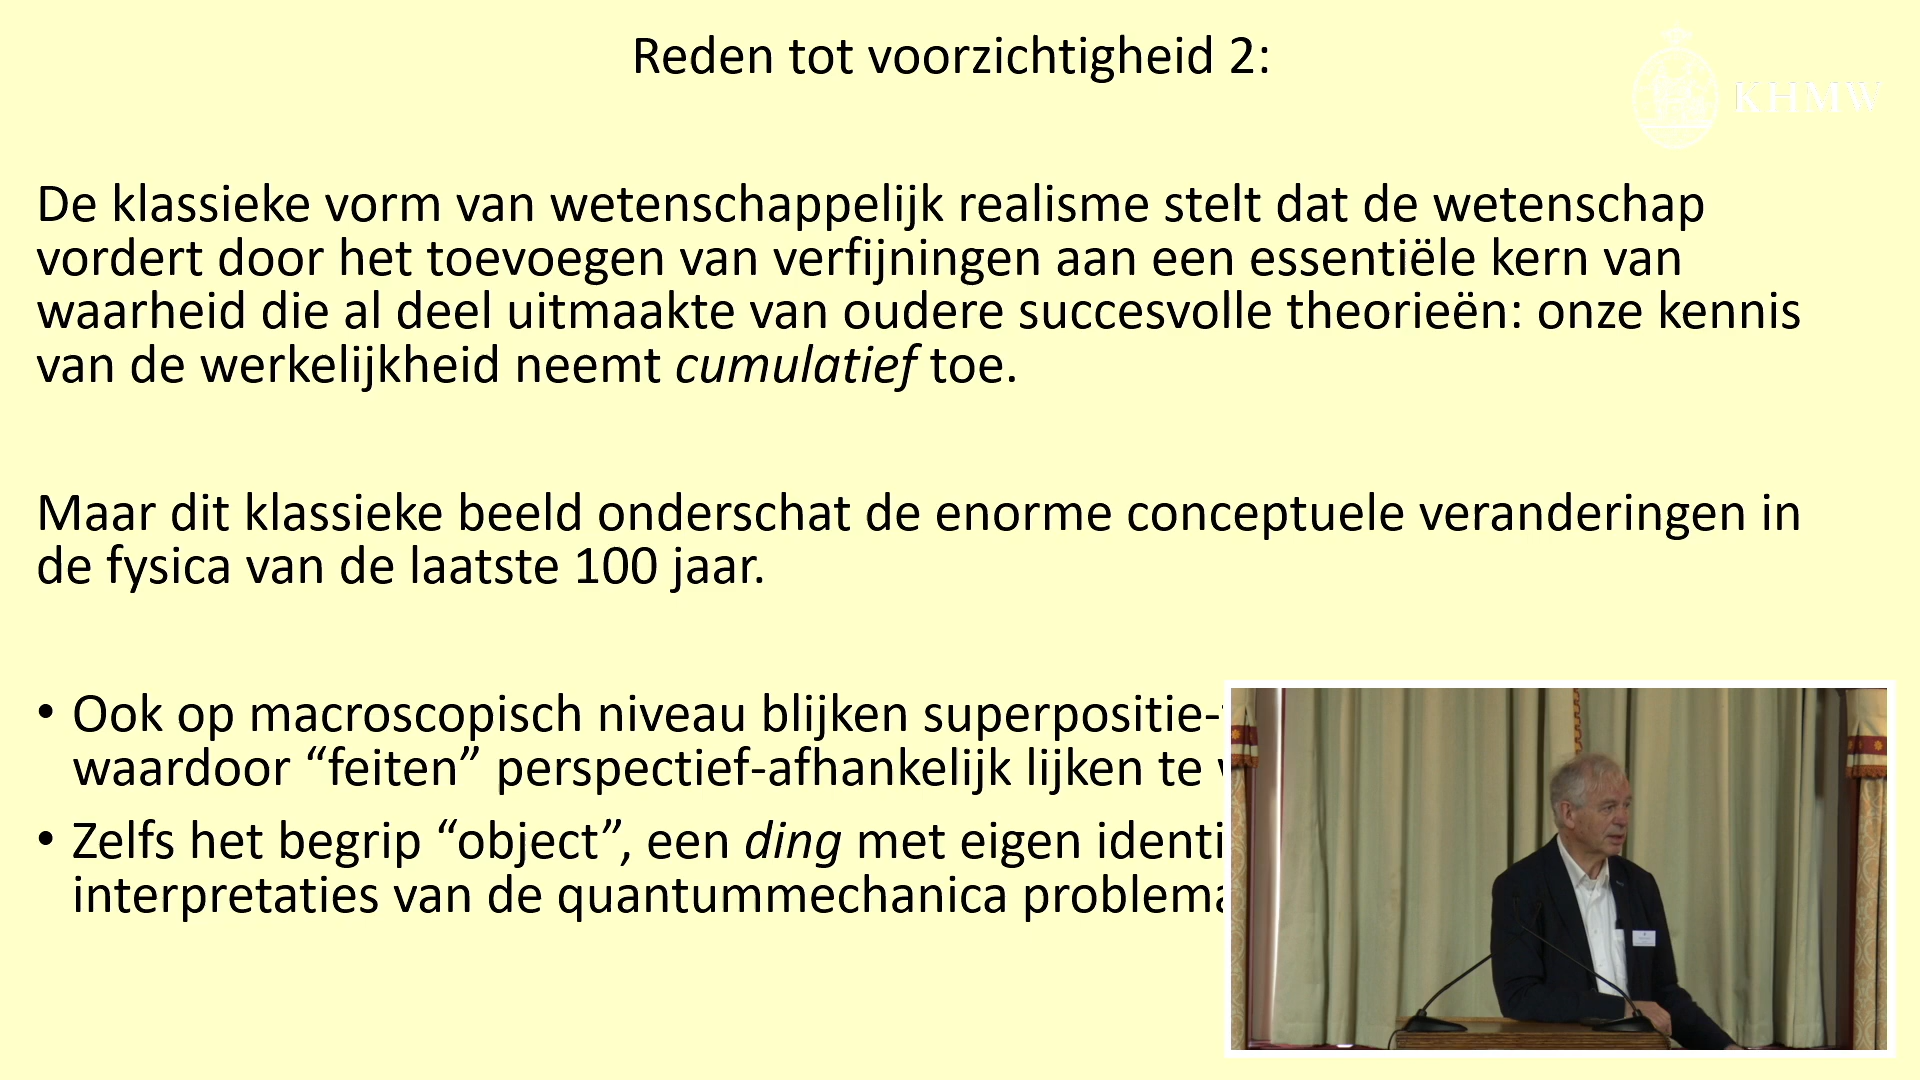 Reden tot voorzichtigheid 2:
KHMW
De klassieke vorm van wetenschappelijk realisme stelt dat de wetenschap
vordert door het toevoegen van verfijningen aan een essentiële kern van
waarheid die al deel uitmaakte van oudere succesvolle theorieën: onze kennis
van de werkelijkheid neemt cumulatief toe.
Maar dit klassieke beeld onderschat de enorme conceptuele veranderingen in
de fysica van de laatste 100 jaar.
• Ook op macroscopisch niveau blijken superpositie-
waardoor “feiten” perspectief-afhankelijk lijken te
• Zelfs het begrip “object”, een ding met eigen
interpretaties van de quantummechanica